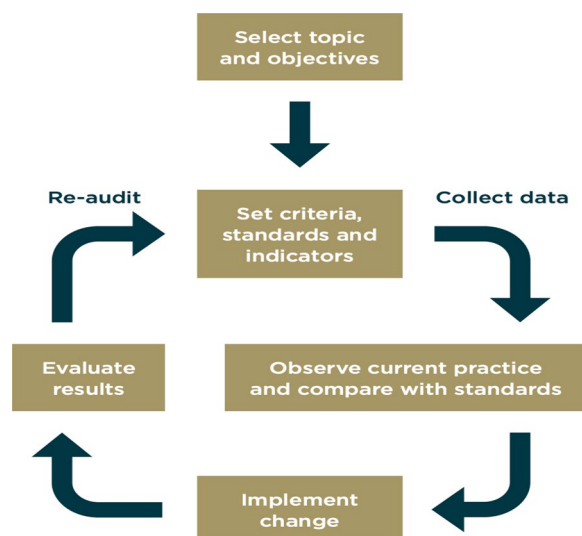 Select topic
and objectives
Re-audit
Collect data
Set criteria,
standards and
indicators
Evaluate
results
Observe current practice
and compare with standards
Implement
change